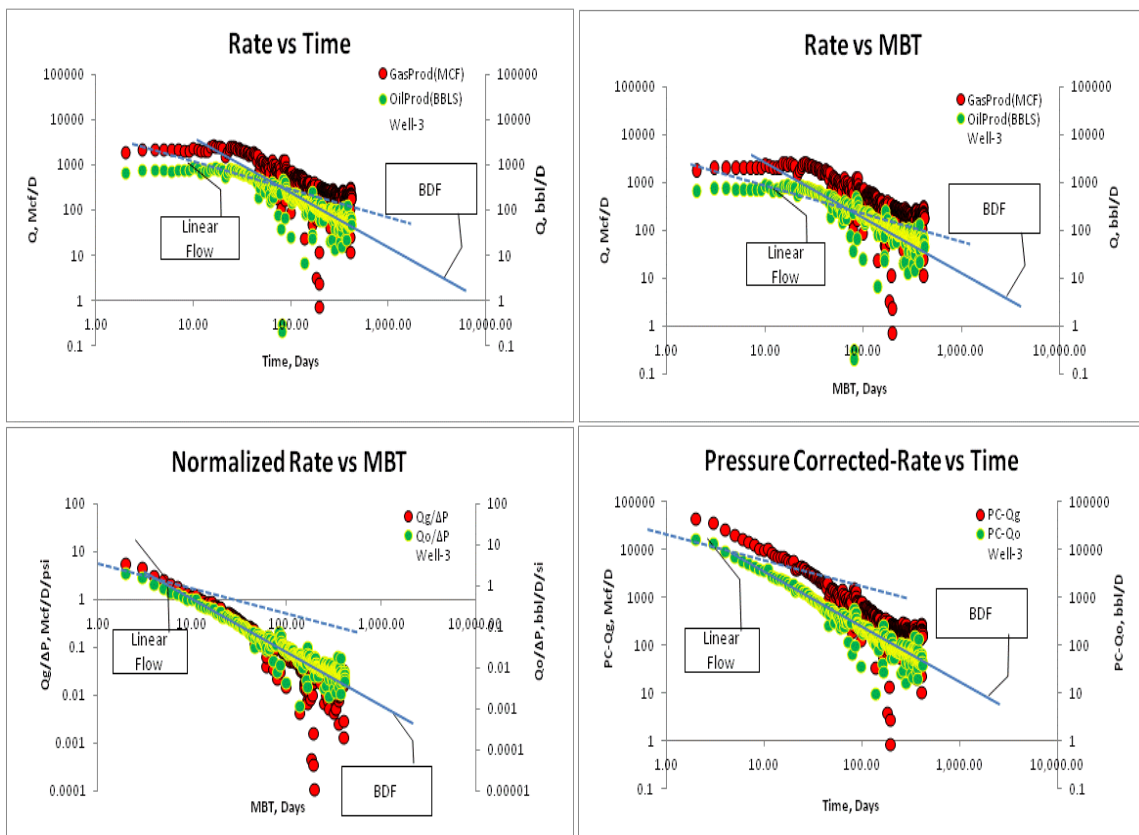 Rate vs Time
100000
10000
1000
100
10
1
100000
10000
1000
100
10
1
0.1
GasProd(MCF)
OilProd(BBLS)
Well-3
BDF
Linear
Flow
1.00
10.00
100.00
1,000.00
10,000.00
0.1
Q, Mcf/D
Q, bbl/D
Time, Days
Rate vs MBT
100000
10000
1000
100
10
1
0.1
100000
10000
1000
100
10
1
0.1
GasProd(MCF)
OilProd(BBLS)
Well-3
BDF
Linear
Flow
1.00
10.00
100.00
1,000.00
10,000.00
Q, Mcf/D
Q, bbl/D
MBT, Days
Normalized Rate vs MBT
100
10
1
0.1
0.01
0.001
0.0001
100
10
1
0.1
0.01
0.001
0.0001
0.00001
Qg/ΔP
Qo/ΔP
Well-3
1.00
10.00
100.00
1,000.00
10,000.00
Linear
Flow
BDF
Qg/ΔP, Mcf/D/psi
Qo/ΔP, bbl/D/si
MBT, Days
Pressure Corrected-Rate vs Time
100000
10000
1000
100
10
1
0.1
100000
10000
1000
100
10
1
0.1
PC-Qg
PC-Qo
Well-3
BDF
Linear
Flow
1.00
10.00
100.00
1,000.00
10,000.00
PC-Qg, Mcf/D
PC-Qo, bbl/D
Time, Days